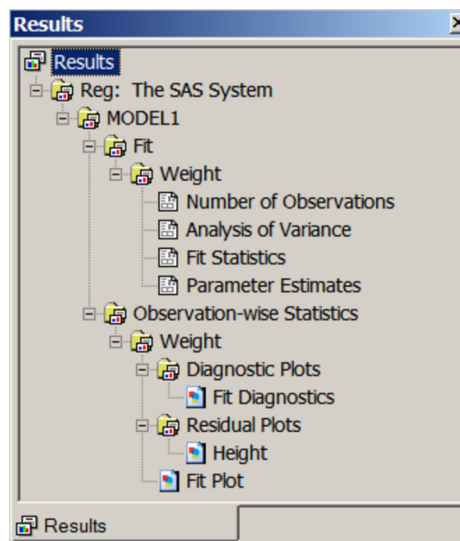 Results
Results
Reg: The SAS System
MODEL1
Fit
Weight
Number of Observations
Analysis of Variance
Fit Statistics
Parameter Estimates
Observation-wise Statistics
Weight
Diagnostic Plots
Fit Diagnostics
Residual Plots
Height
Fit Plot
Results